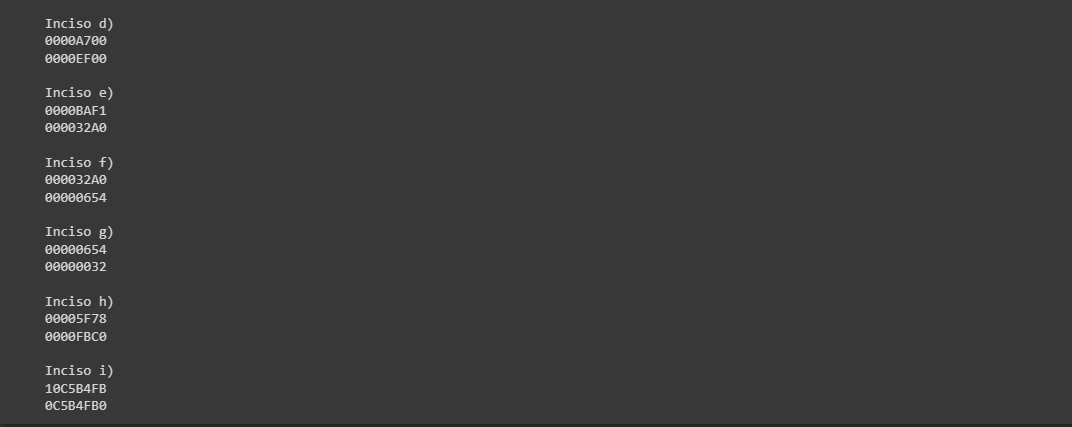 Inciso d)
0000A700
0000EF00
Inciso e)
0000BAF1
000032A0
Inciso f)
000032A0
00000654
Inciso g)
00000654
00000032
Inciso h)
00005F78
0000FBC0
Inciso i)
10C5B4FB
0C5B4FB0